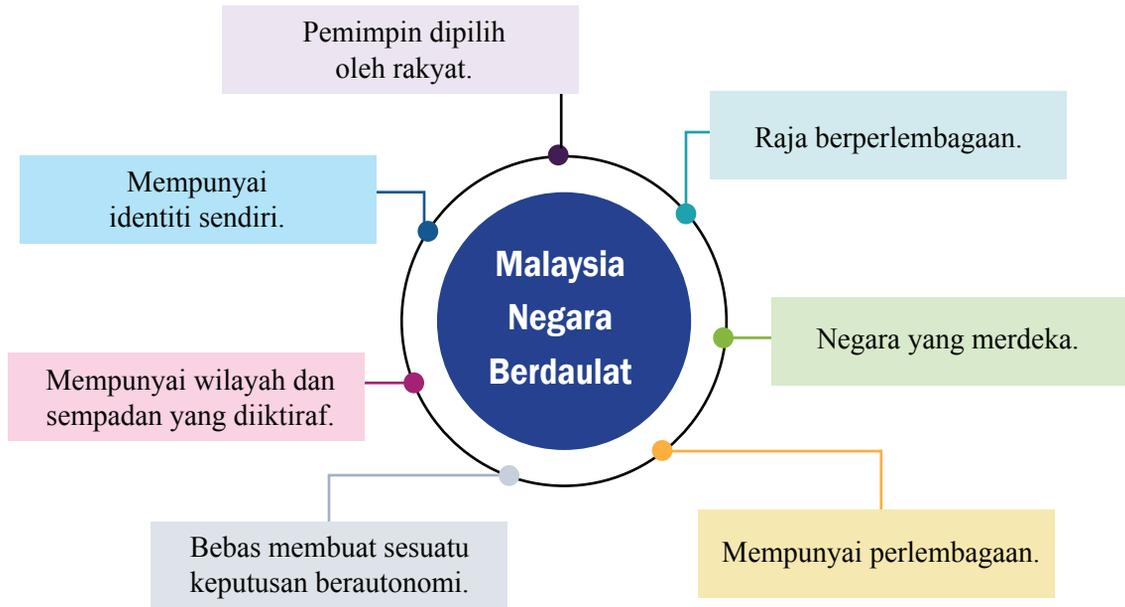 Pemimpin dipilih
oleh rakyat.
Raja berperlembagaan.
Mempunyai
identiti sendiri.
Malaysia
Negara
Berdaulat
Negara yang merdeka.
Mempunyai wilayah dan
sempadan yang diiktiraf.
Bebas membuat sesuatu
keputusan berautonomi.
Mempunyai perlembagaan.